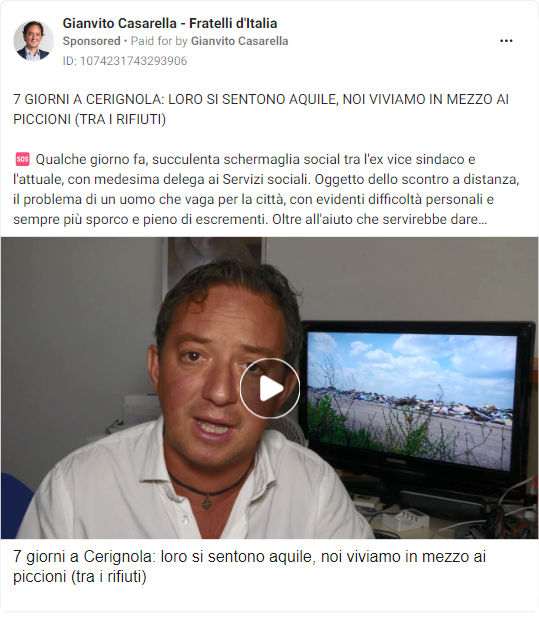 Gianvito Casarella - Fratelli d'Italia
Sponsored • Paid for by Gianvito Casarella
ID: 1074231743293906
7 GIORNI A CERIGNOLA: LORO SI SENTONO AQUILE, NOI VIVIAMO IN MEZZO AI
PICCIONI (TRA I RIFIUTI)
🆘 Qualche giorno fa, succulenta schermaglia social tra l'ex vice sindaco e
l'attuale, con medesima delega ai Servizi sociali. Oggetto dello scontro a distanza,
il problema di un uomo che vaga per la città, con evidenti difficoltà personali e
sempre più sporco e pieno di escrementi. Oltre all'aiuto che servirebbe dare…
7 giorni a Cerignola: loro si sentono aquile, noi viviamo in mezzo ai
piccioni (tra i rifiuti)